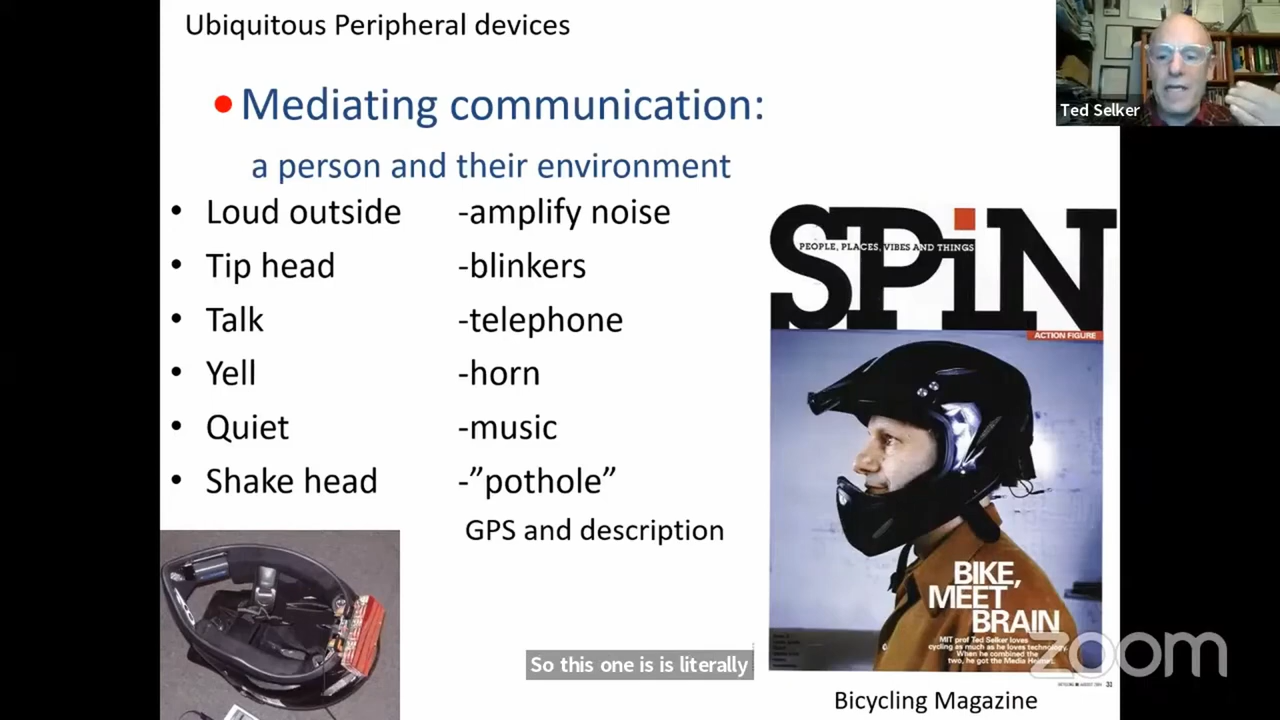 Ubiquitous Peripheral devices
Ted Selker
• Mediating communication:
a person and their environment
• Loud outside -amplify noise
• Tip head -blinkers
• Talk -telephone
• Yell -horn
• Quiet -music
• Shake head -”pothole”
GPS and description
SPiN
PEOPLE, PLACES, VIBES AND THINGS
ACTION FIGURE
BIKE,
MEET
BRAIN
MIT prof Ted Selker loves
cycling as much as he loves technology.
When he combined the
two, he got the Media Helmet.
zoom
So this one is is literally
Bicycling Magazine